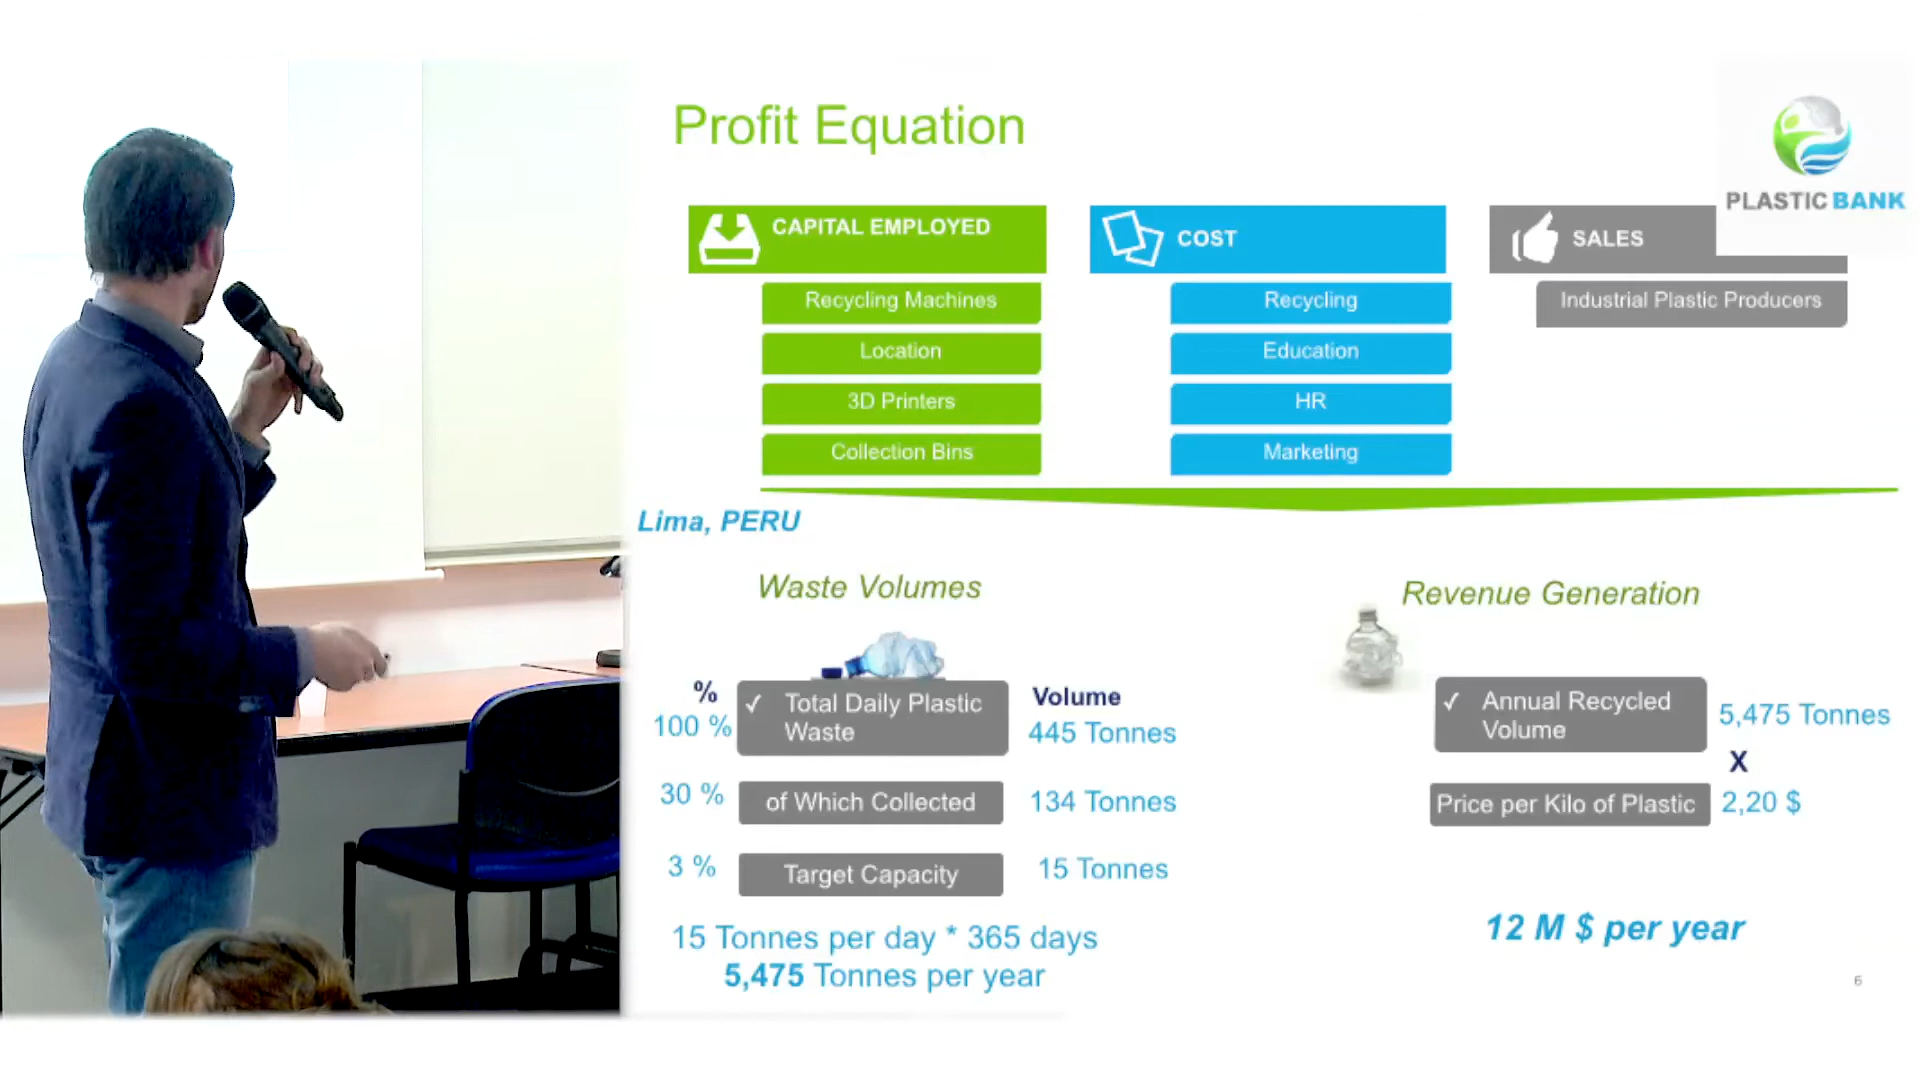 Profit Equation
PLASTIC BANK
CAPITAL EMPLOYED
Recycling Machines
Location
3D Printers
Collection Bins
COST
Recycling
Education
HR
Marketing
SALES
Industrial Plastic Producers
Lima, PERU
Waste Volumes
% Volume
100 % ✓ Total Daily Plastic
Waste 445 Tonnes
30 % of Which Collected 134 Tonnes
3 % Target Capacity 15 Tonnes
15 Tonnes per day * 365 days
5,475 Tonnes per year
Revenue Generation
✓ Annual Recycled
Volume 5,475 Tonnes
X
Price per Kilo of Plastic 2,20 $
12 M $ per year
6